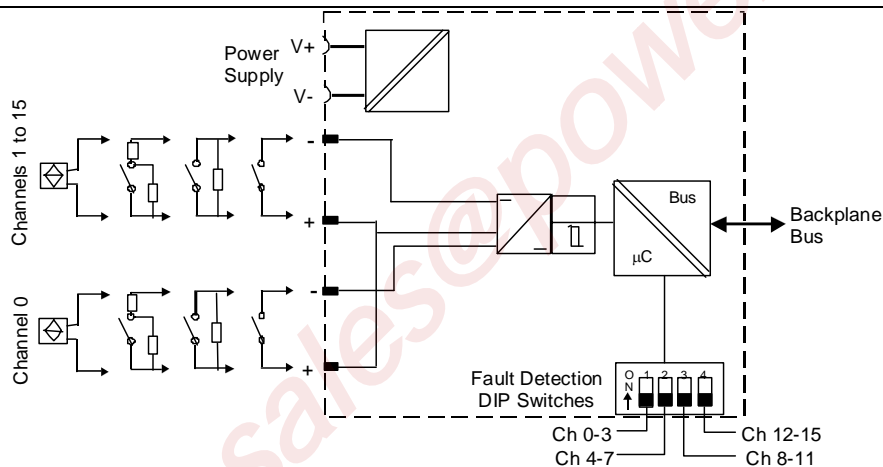 Power
Supply
V+
V-
Channels 1 to 15
-
+
Channel 0
-
+
Bus
µC
Backplane
Bus
Fault Detection
DIP Switches
ON
1 2 3 4
Ch 0-3
Ch 4-7
Ch 12-15
Ch 8-11
sales@powe